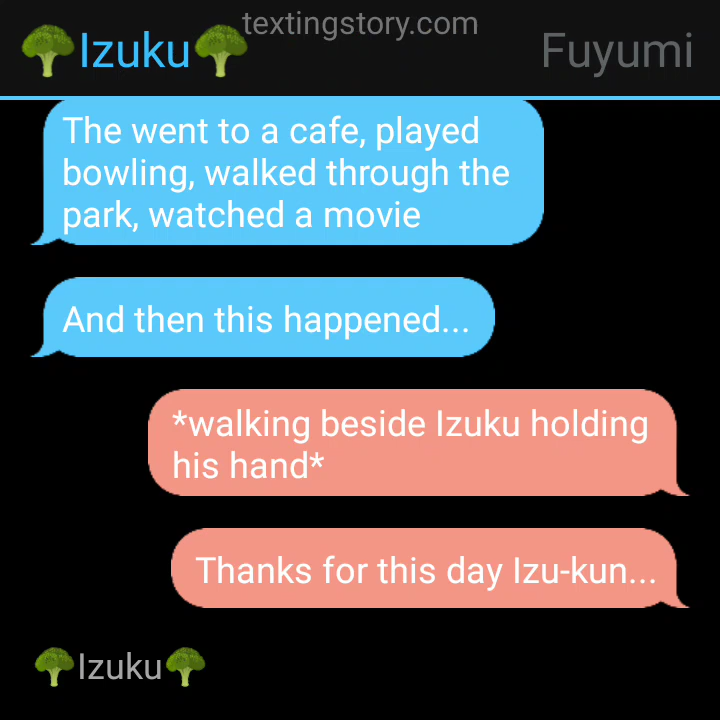 textingstory.com
🥦Izuku🥦
Fuyumi
The went to a cafe, played
bowling, walked through the
park, watched a movie
And then this happened...
*walking beside Izuku holding
his hand*
Thanks for this day Izu-kun...
🥦Izuku🥦